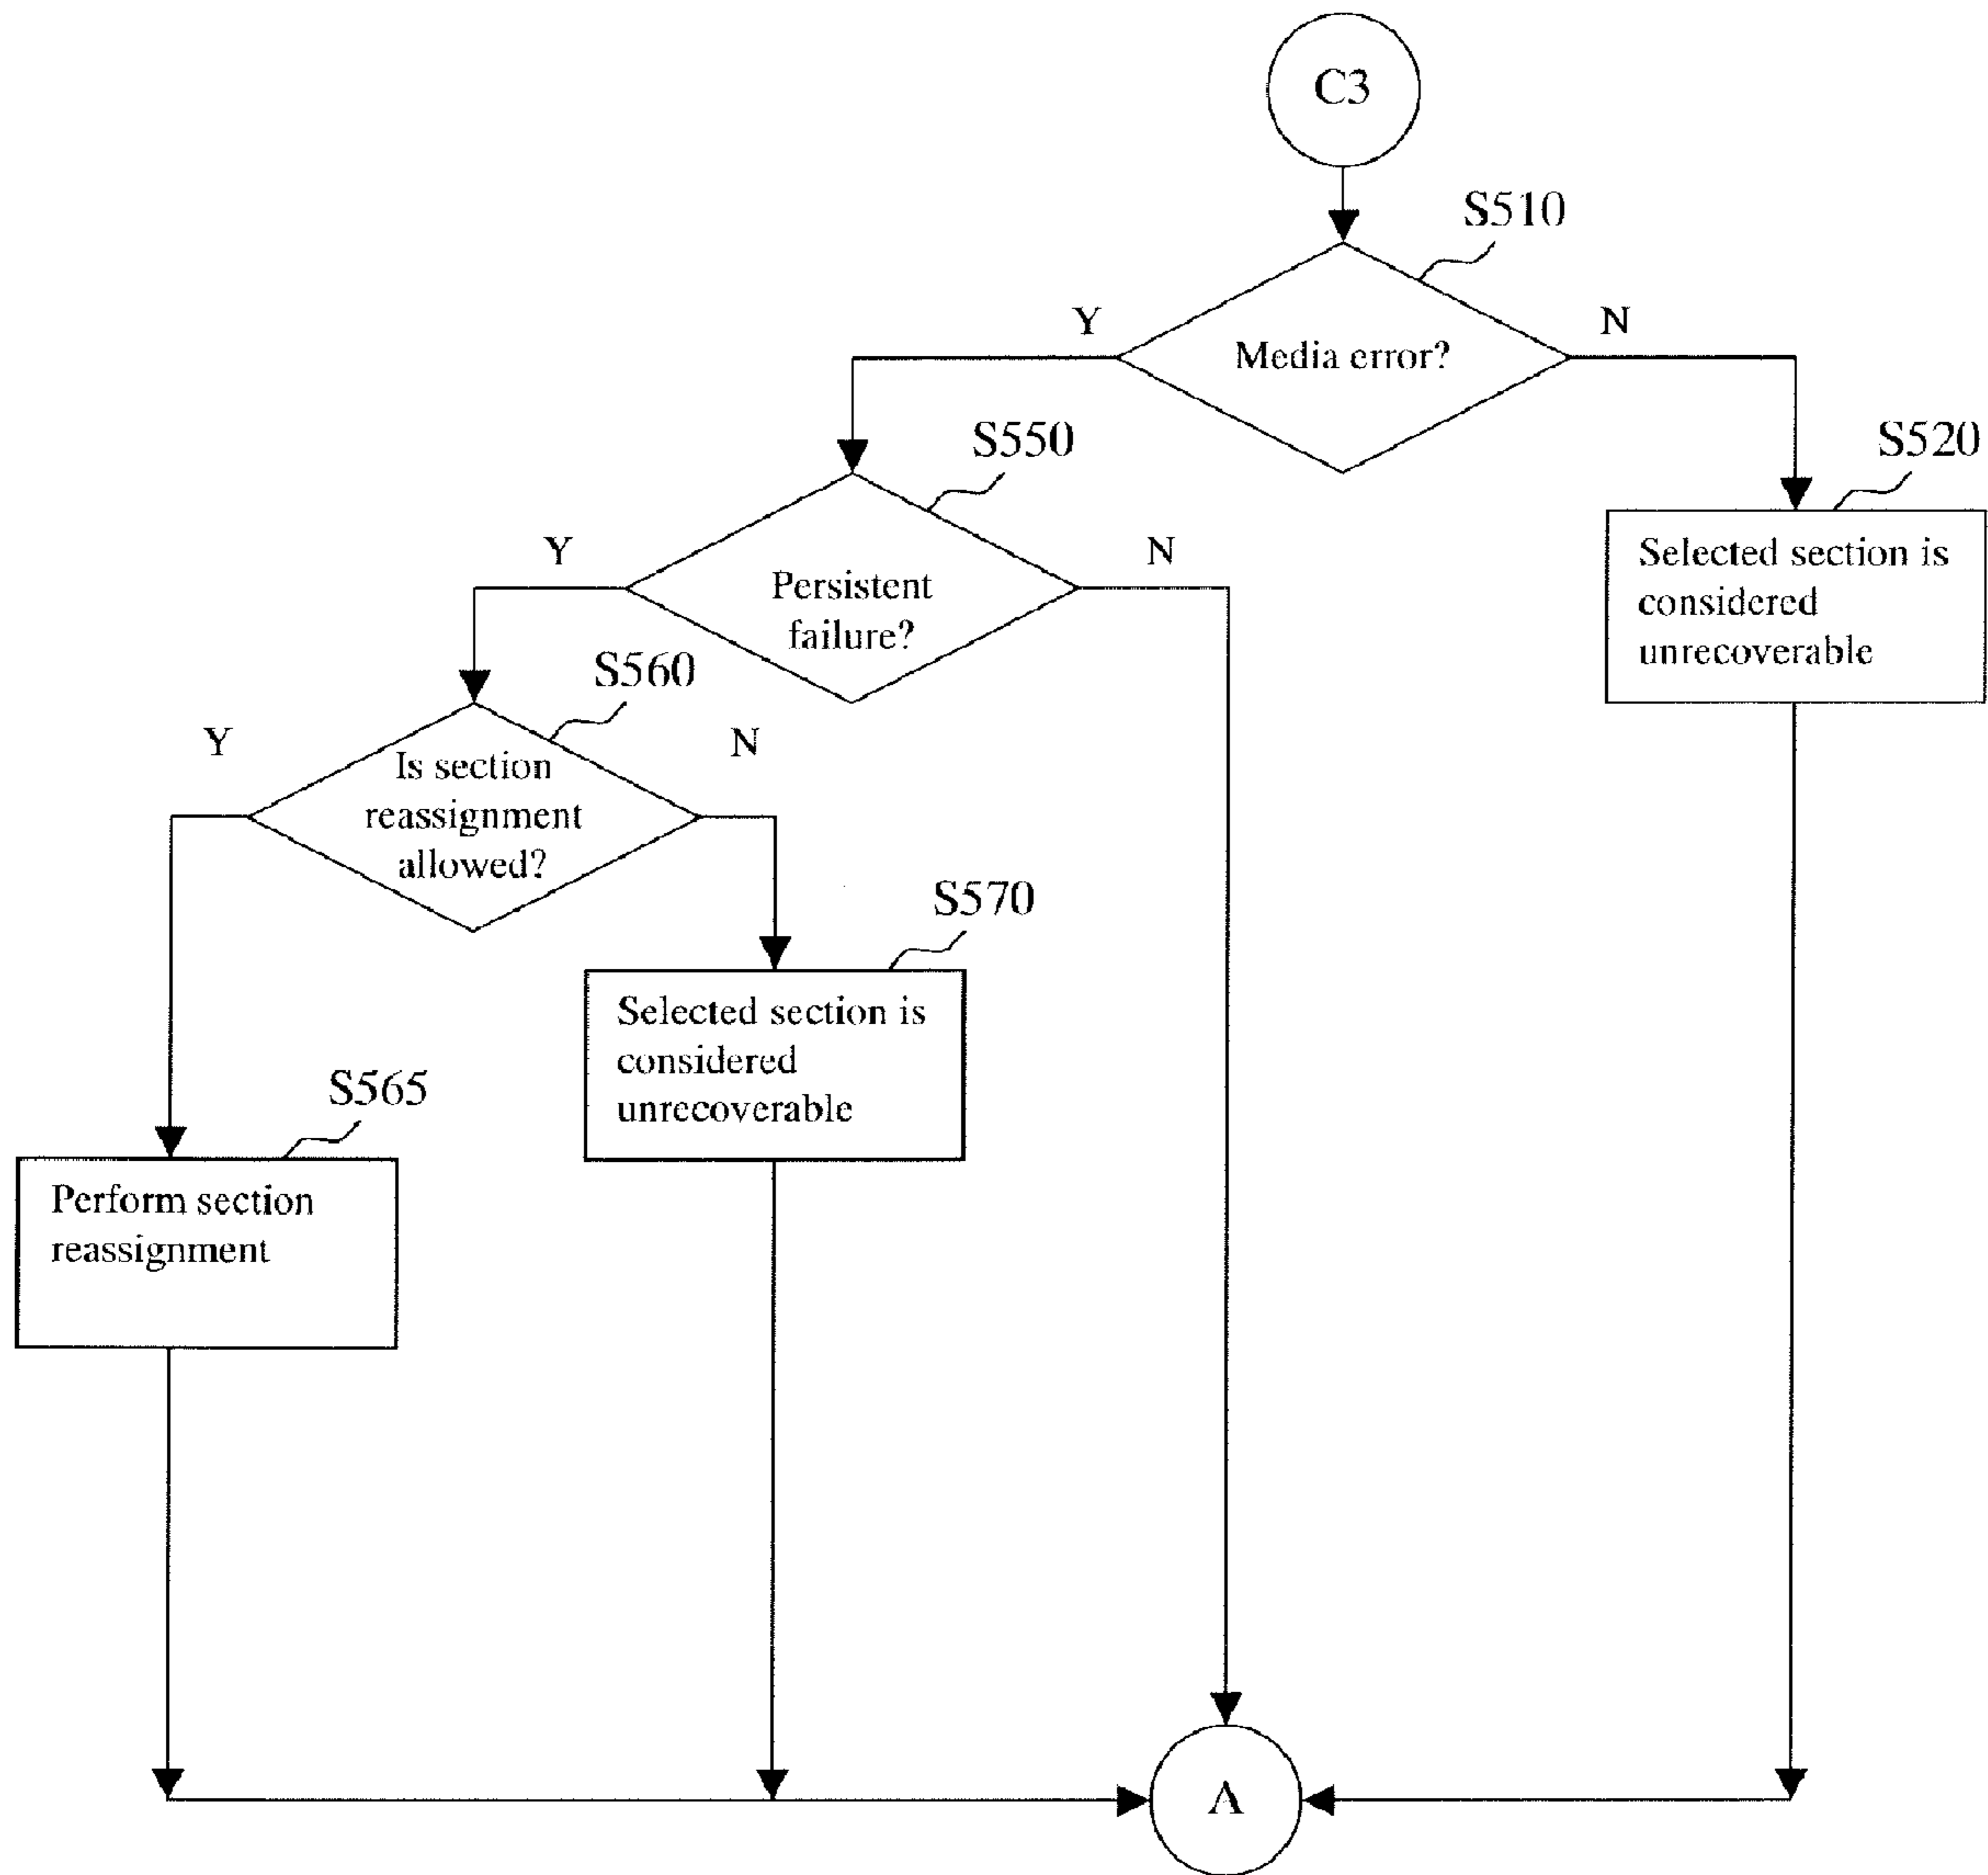 C3
S510
Y
N
Media error?
S550
S520
Y
N
Selected section is
considered
unrecoverable
Persistent
failure?
S560
Y
N
Is section
reassignment
allowed?
S570
Selected section is
considered
unrecoverable
S565
Perform section
reassignment
A